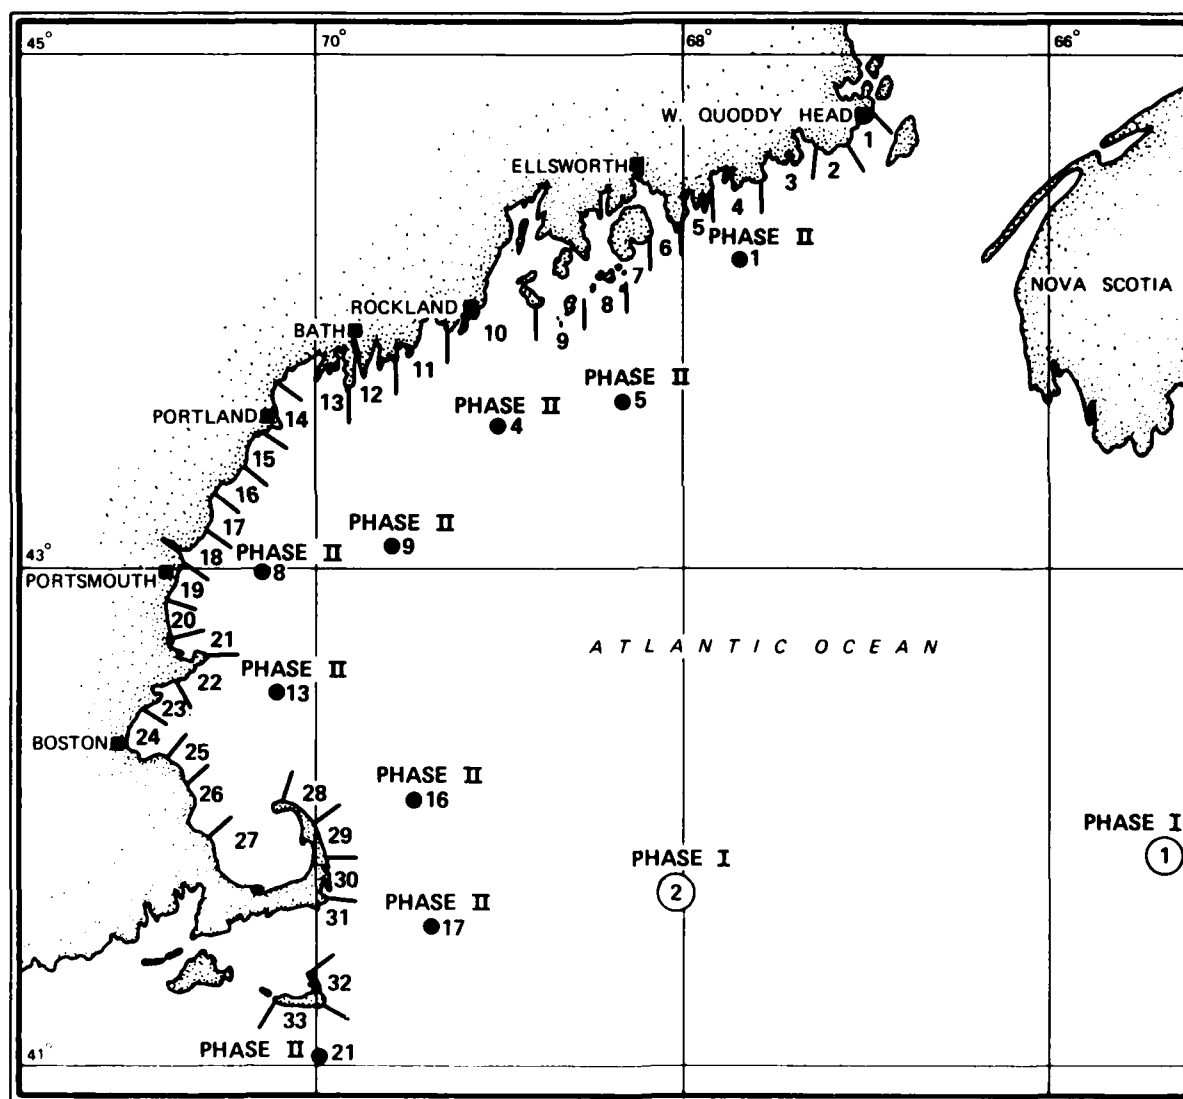 45° 70° 68° 66°
W. QUODDY HEAD
1
ELLSWORTH
2
3
4
5
PHASE II
1
6
7
8
9
NOVA SCOTIA
ROCKLAND
10
BATH
11
12
13
PHASE II
5
PHASE II
4
PORTLAND
14
15
16
17
PHASE II
9
43°
18
PHASE II
8
PORTSMOUTH
19
20
21
ATLANTIC OCEAN
PHASE II
13
22
23
BOSTON
24
25
26
PHASE II
16
28
27
29
PHASE I
1
PHASE I
2
30
31
PHASE II
17
32
33
PHASE II
21
41°